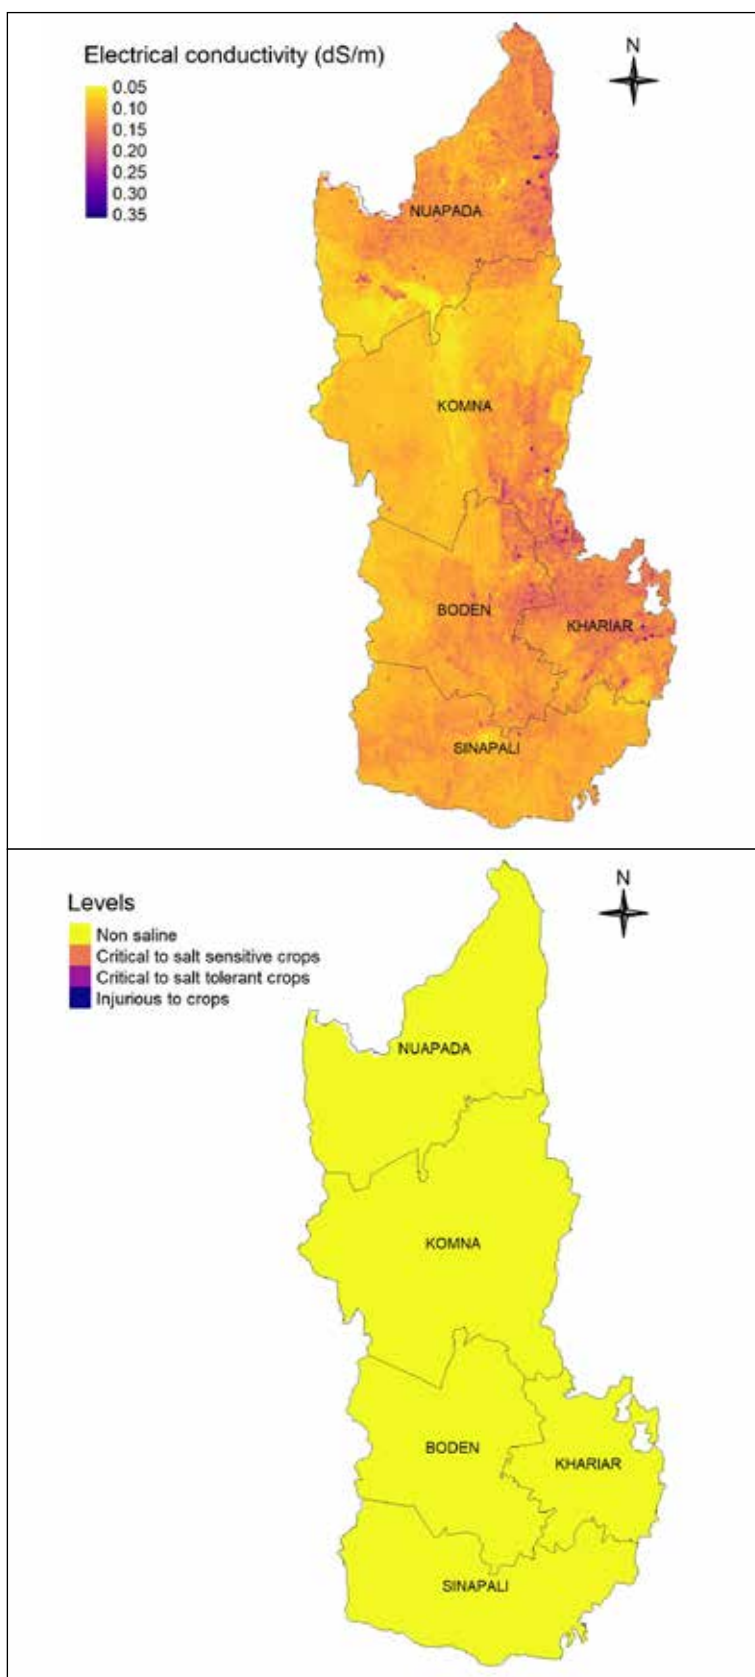 Electrical conductivity (dS/m)
0.05
0.10
0.15
0.20
0.25
0.30
0.35
N
NUAPADA
KOMNA
BODEN
KHARIAR
SINAPALI
Levels
Non saline
Critical to salt sensitive crops
Critical to salt tolerant crops
Injurious to crops
N
NUAPADA
KOMNA
BODEN
KHARIAR
SINAPALI